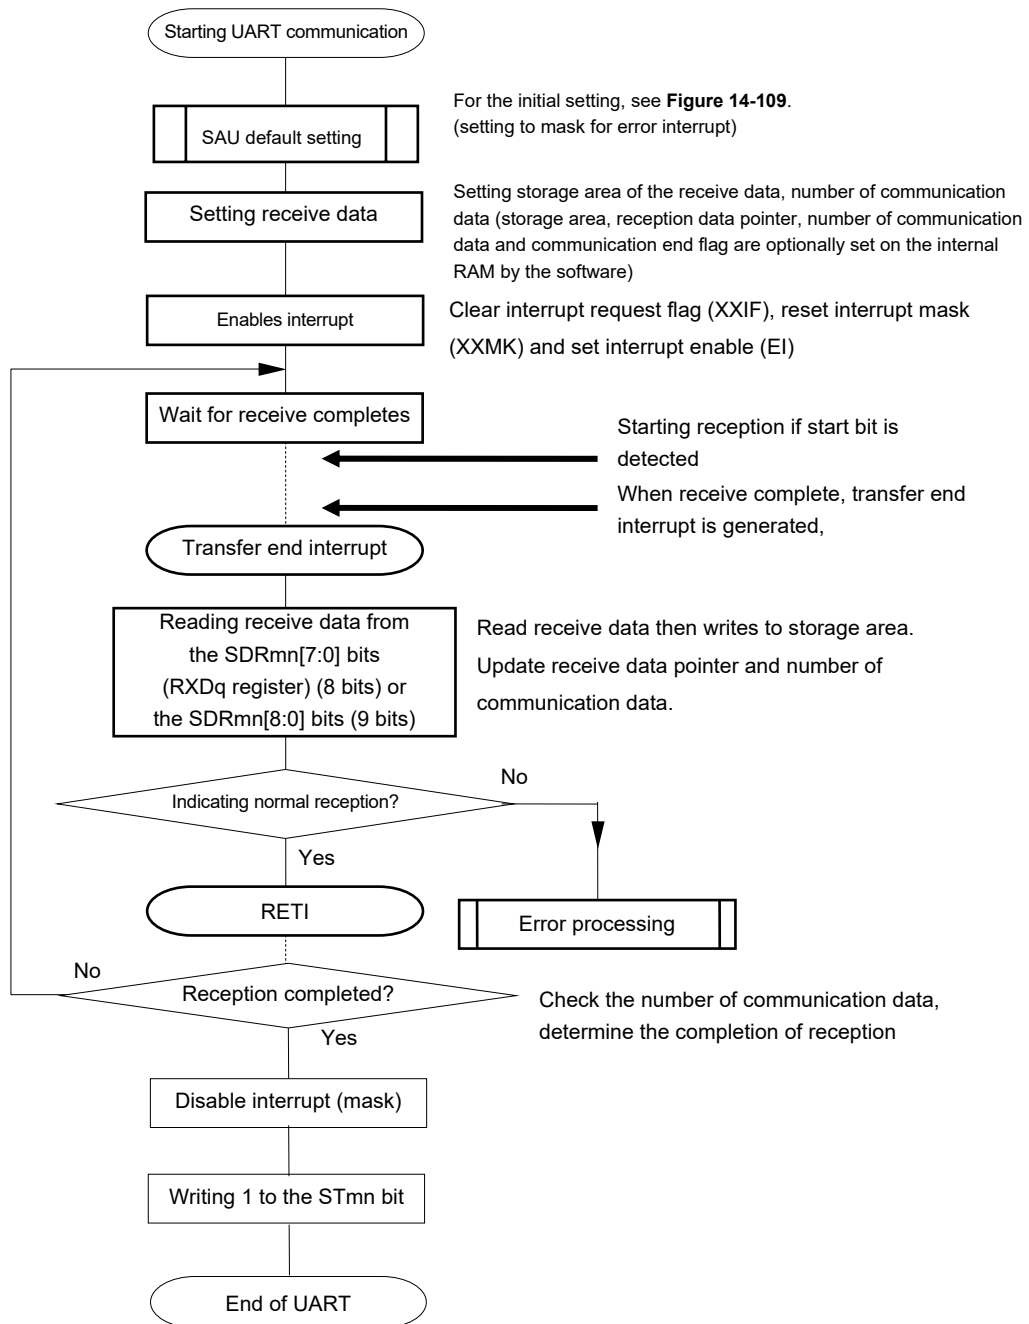 Starting UART communication
For the initial setting, see Figure 14-109.
(setting to mask for error interrupt)
SAU default setting
Setting receive data
Setting storage area of the receive data, number of communication
data (storage area, reception data pointer, number of communication
data and communication end flag are optionally set on the internal
RAM by the software)
Enables interrupt
Clear interrupt request flag (XXIF), reset interrupt mask
(XXMK) and set interrupt enable (EI)
Wait for receive completes
Starting reception if start bit is
detected
When receive complete, transfer end
interrupt is generated,
Transfer end interrupt
Reading receive data from
the SDRmn[7:0] bits
(RXDq register) (8 bits) or
the SDRmn[8:0] bits (9 bits)
Read receive data then writes to storage area.
Update receive data pointer and number of
communication data.
Indicating normal reception?
No
Yes
RETI
Error processing
No
Reception completed?
Yes
Check the number of communication data,
determine the completion of reception
Disable interrupt (mask)
Writing 1 to the STmn bit
End of UART